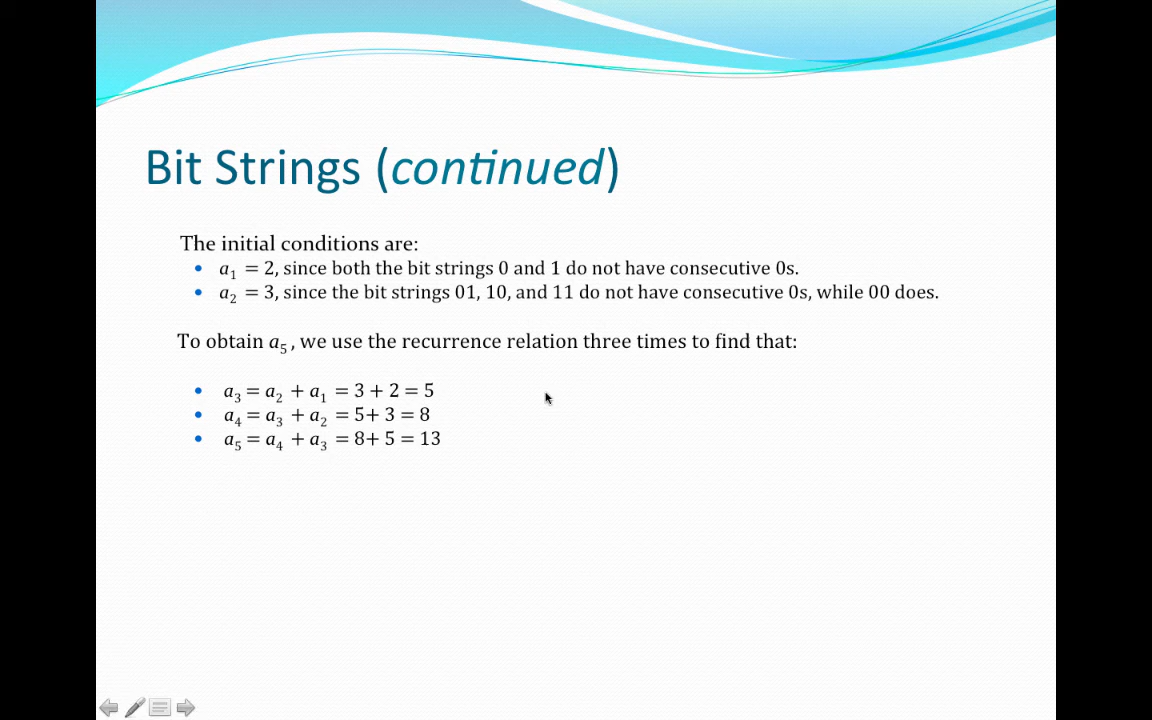 Bit Strings (continued)
The initial conditions are:
• a₁ = 2, since both the bit strings 0 and 1 do not have consecutive 0s.
• a₂ = 3, since the bit strings 01, 10, and 11 do not have consecutive 0s, while 00 does.
To obtain a₅ , we use the recurrence relation three times to find that:
• a₃ = a₂ + a₁ = 3 + 2 = 5
• a₄ = a₃ + a₂ = 5+ 3 = 8
• a₅ = a₄ + a₃ = 8+ 5 = 13